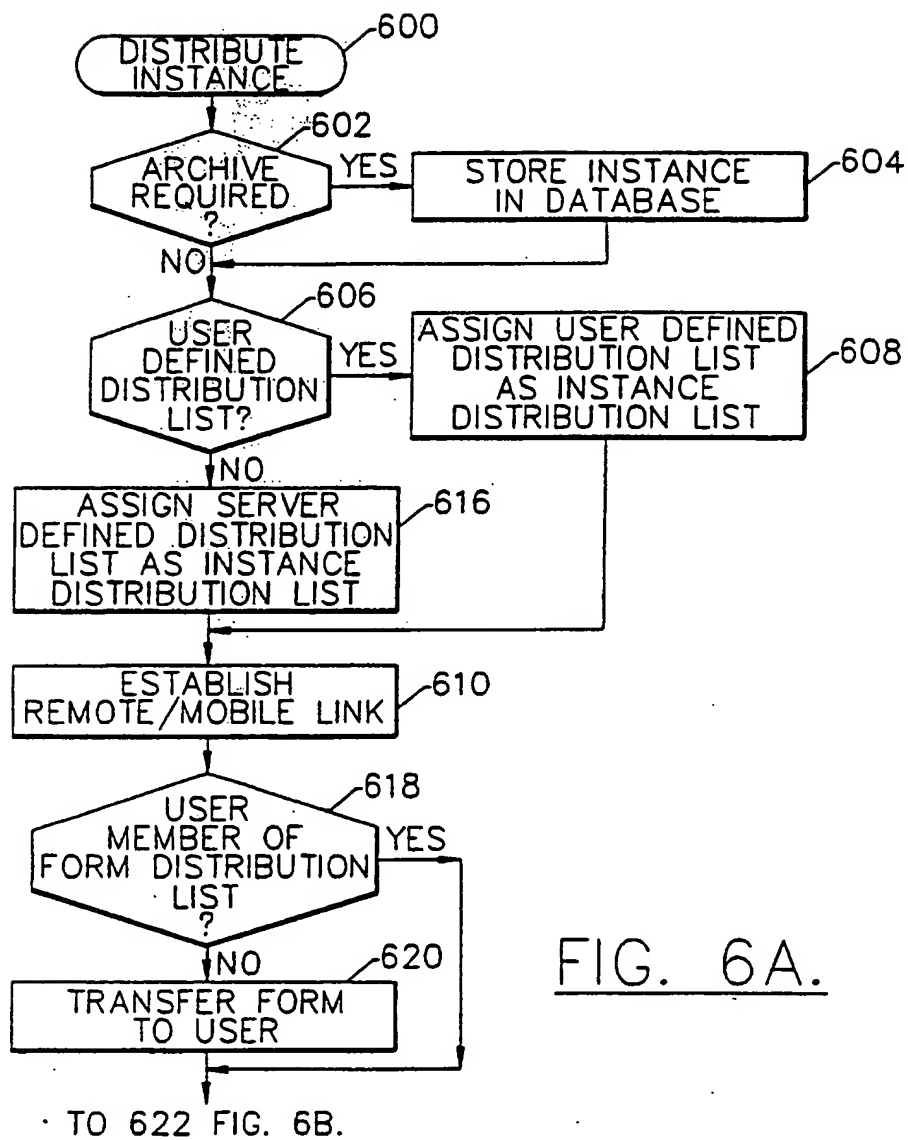 600
DISTRIBUTE
INSTANCE
602
ARCHIVE
REQUIRED
?
YES
STORE INSTANCE
IN DATABASE
604
NO
606
USER
DEFINED
DISTRIBUTION
LIST?
YES
ASSIGN USER DEFINED
DISTRIBUTION LIST
AS INSTANCE
DISTRIBUTION LIST
608
NO
ASSIGN SERVER
DEFINED DISTRIBUTION
LIST AS INSTANCE
DISTRIBUTION LIST
616
ESTABLISH
REMOTE/MOBILE LINK
610
618
USER
MEMBER OF
FORM DISTRIBUTION
LIST
?
YES
NO
620
TRANSFER FORM
TO USER
TO 622 FIG. 6B.
FIG. 6A.